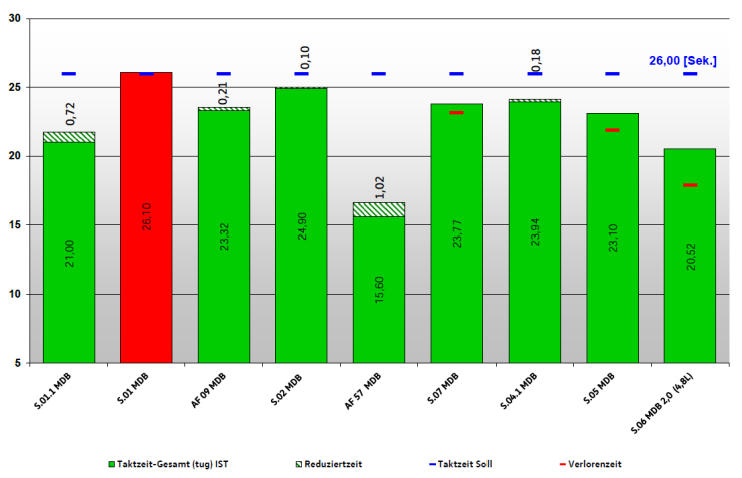 30
25
20
15
10
5
26,00 [Sek.]
0,72
0,21
0,10
1,02
0,18
21,00
26,10
23,32
24,90
15,60
23,77
23,94
23,10
20,52
S.01.1 MDB
S.01 MDB
AF 09 MDB
S.02 MDB
AF 57 MDB
S.07 MDB
S.04.1 MDB
S.05 MDB
S.06 MDB 2,0 (4,8L)
Taktzeit-Gesamt (tug) IST
Reduziertzeit
Taktzeit Soll
Verlorenzeit